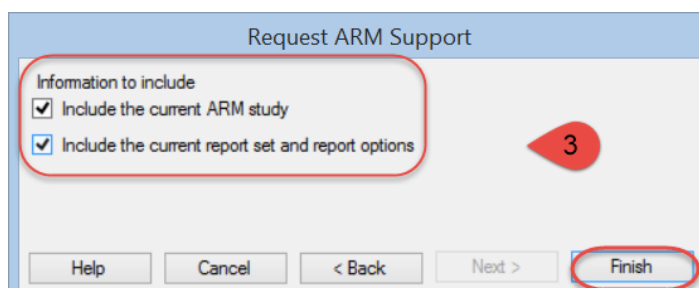 Request ARM Support
Information to include
Include the current ARM study
Include the current report set and report options
3
Help Cancel < Back Next > Finish